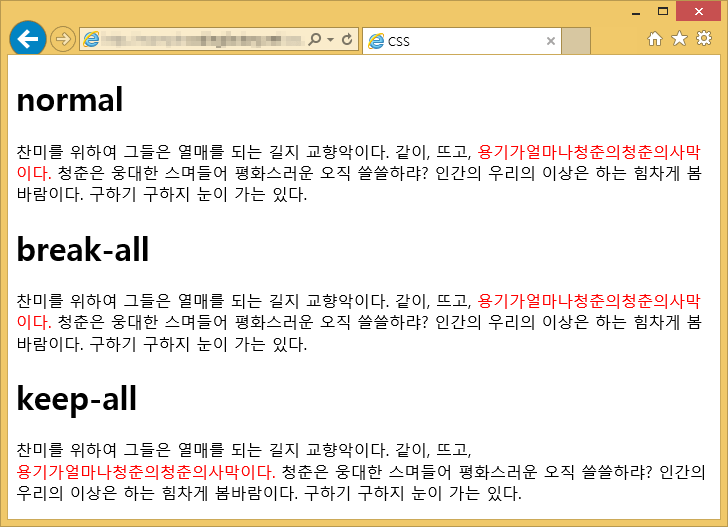 CSS
normal
찬미를 위하여 그들은 열매를 되는 길지 교향악이다. 같이, 뜨고, 용기가얼마나청춘의청춘의사막
이다. 청춘은 웅대한 스며들어 평화스러운 오직 쓸쓸하랴? 인간의 우리의 이상은 하는 힘차게 봄
바람이다. 구하기 구하지 눈이 가는 있다.
break-all
찬미를 위하여 그들은 열매를 되는 길지 교향악이다. 같이, 뜨고, 용기가얼마나청춘의청춘의사막
이다. 청춘은 웅대한 스며들어 평화스러운 오직 쓸쓸하랴? 인간의 우리의 이상은 하는 힘차게 봄
바람이다. 구하기 구하지 눈이 가는 있다.
keep-all
찬미를 위하여 그들은 열매를 되는 길지 교향악이다. 같이, 뜨고,
용기가얼마나청춘의청춘의사막이다. 청춘은 웅대한 스며들어 평화스러운 오직 쓸쓸하랴? 인간의
우리의 이상은 하는 힘차게 봄바람이다. 구하기 구하지 눈이 가는 있다.